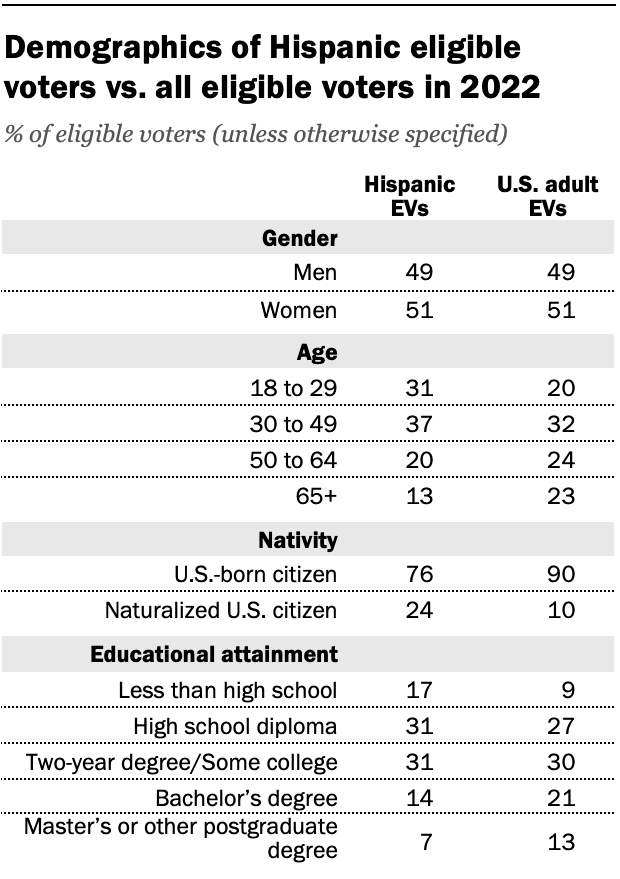 Demographics of Hispanic eligible
voters vs. all eligible voters in 2022
% of eligible voters (unless otherwise specified)
Hispanic EVs U.S. adult EVs
Gender
Men 49 49
Women 51 51
Age
18 to 29 31 20
30 to 49 37 32
50 to 64 20 24
65+ 13 23
Nativity
U.S.-born citizen 76 90
Naturalized U.S. citizen 24 10
Educational attainment
Less than high school 17 9
High school diploma 31 27
Two-year degree/Some college 31 30
Bachelor’s degree 14 21
Master’s or other postgraduate
degree 7 13